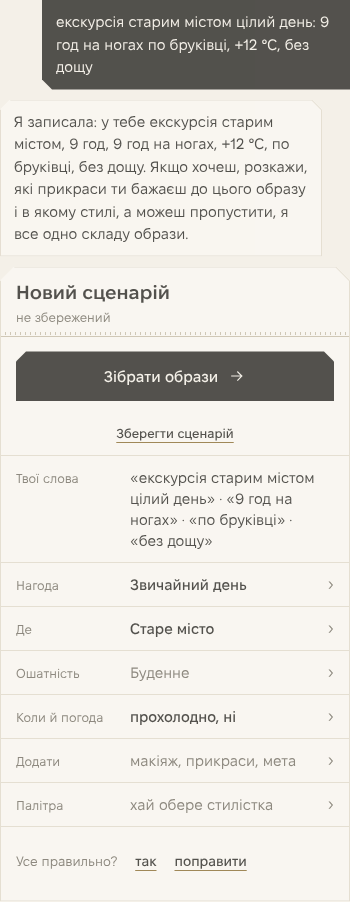 екскурсія старим містом цілий день: 9
год на ногах по бруківці, +12 °C, без
дощу
Я записала: у тебе екскурсія старим
містом, 9 год, 9 год на ногах, +12 °C, по
бруківці, без дощу. Якщо хочеш, розкажи,
які прикраси ти бажаєш до цього образу
і в якому стилі, а можеш пропустити, я
все одно складу образи.
Новий сценарій
не збережений
Зібрати образи →
Зберегти сценарій
Твої слова «екскурсія старим містом
цілий день» · «9 год на
ногах» · «по бруківці» ·
«без дощу»
Нагода Звичайний день ›
Де Старе місто ›
Ошатність Буденне ›
Коли й погода прохолодно, ні ›
Додати макіяж, прикраси, мета ›
Палітра хай обере стилістка ›
Усе правильно? так поправити